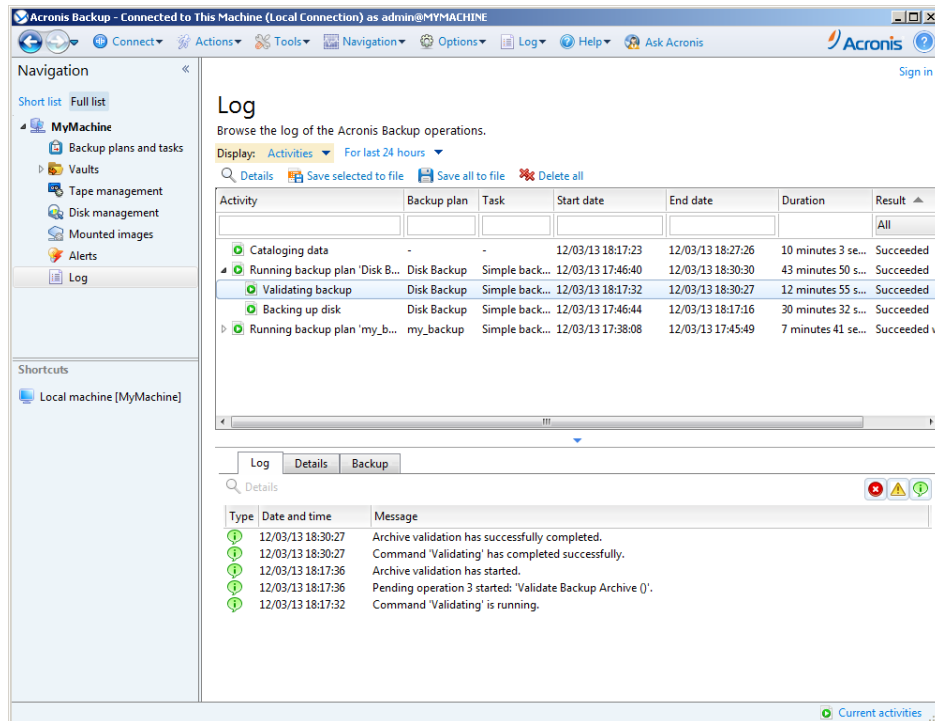 Acronis Backup - Connected to This Machine (Local Connection) as admin@MYMACHINE
Connect Actions Tools Navigation Options Log Help Ask Acronis Acronis ?
Navigation «
Sign in
Short list Full list
MyMachine
Backup plans and tasks
Vaults
Tape management
Disk management
Mounted images
Alerts
Log
Shortcuts
Local machine [MyMachine]
Log
Browse the log of the Acronis Backup operations.
Display: Activities For last 24 hours
Details Save selected to file Save all to file Delete all
Activity Backup plan Task Start date End date Duration Result
All
Cataloging data - - 12/03/13 18:17:23 12/03/13 18:27:26 10 minutes 3 se... Succeeded
Running backup plan 'Disk B... Disk Backup Simple back... 12/03/13 17:46:40 12/03/13 18:30:30 43 minutes 50 s... Succeeded
Validating backup Disk Backup Simple back... 12/03/13 18:17:32 12/03/13 18:30:27 12 minutes 55 s... Succeeded
Backing up disk Disk Backup Simple back... 12/03/13 17:46:44 12/03/13 18:17:16 30 minutes 32 s... Succeeded
Running backup plan 'my_b... my_backup Simple back... 12/03/13 17:38:08 12/03/13 17:45:49 7 minutes 41 se... Succeeded w
Log Details Backup
Details
Type Date and time Message
12/03/13 18:30:27 Archive validation has successfully completed.
12/03/13 18:30:27 Command 'Validating' has completed successfully.
12/03/13 18:17:36 Archive validation has started.
12/03/13 18:17:36 Pending operation 3 started: 'Validate Backup Archive ()'.
12/03/13 18:17:32 Command 'Validating' is running.
Current activities